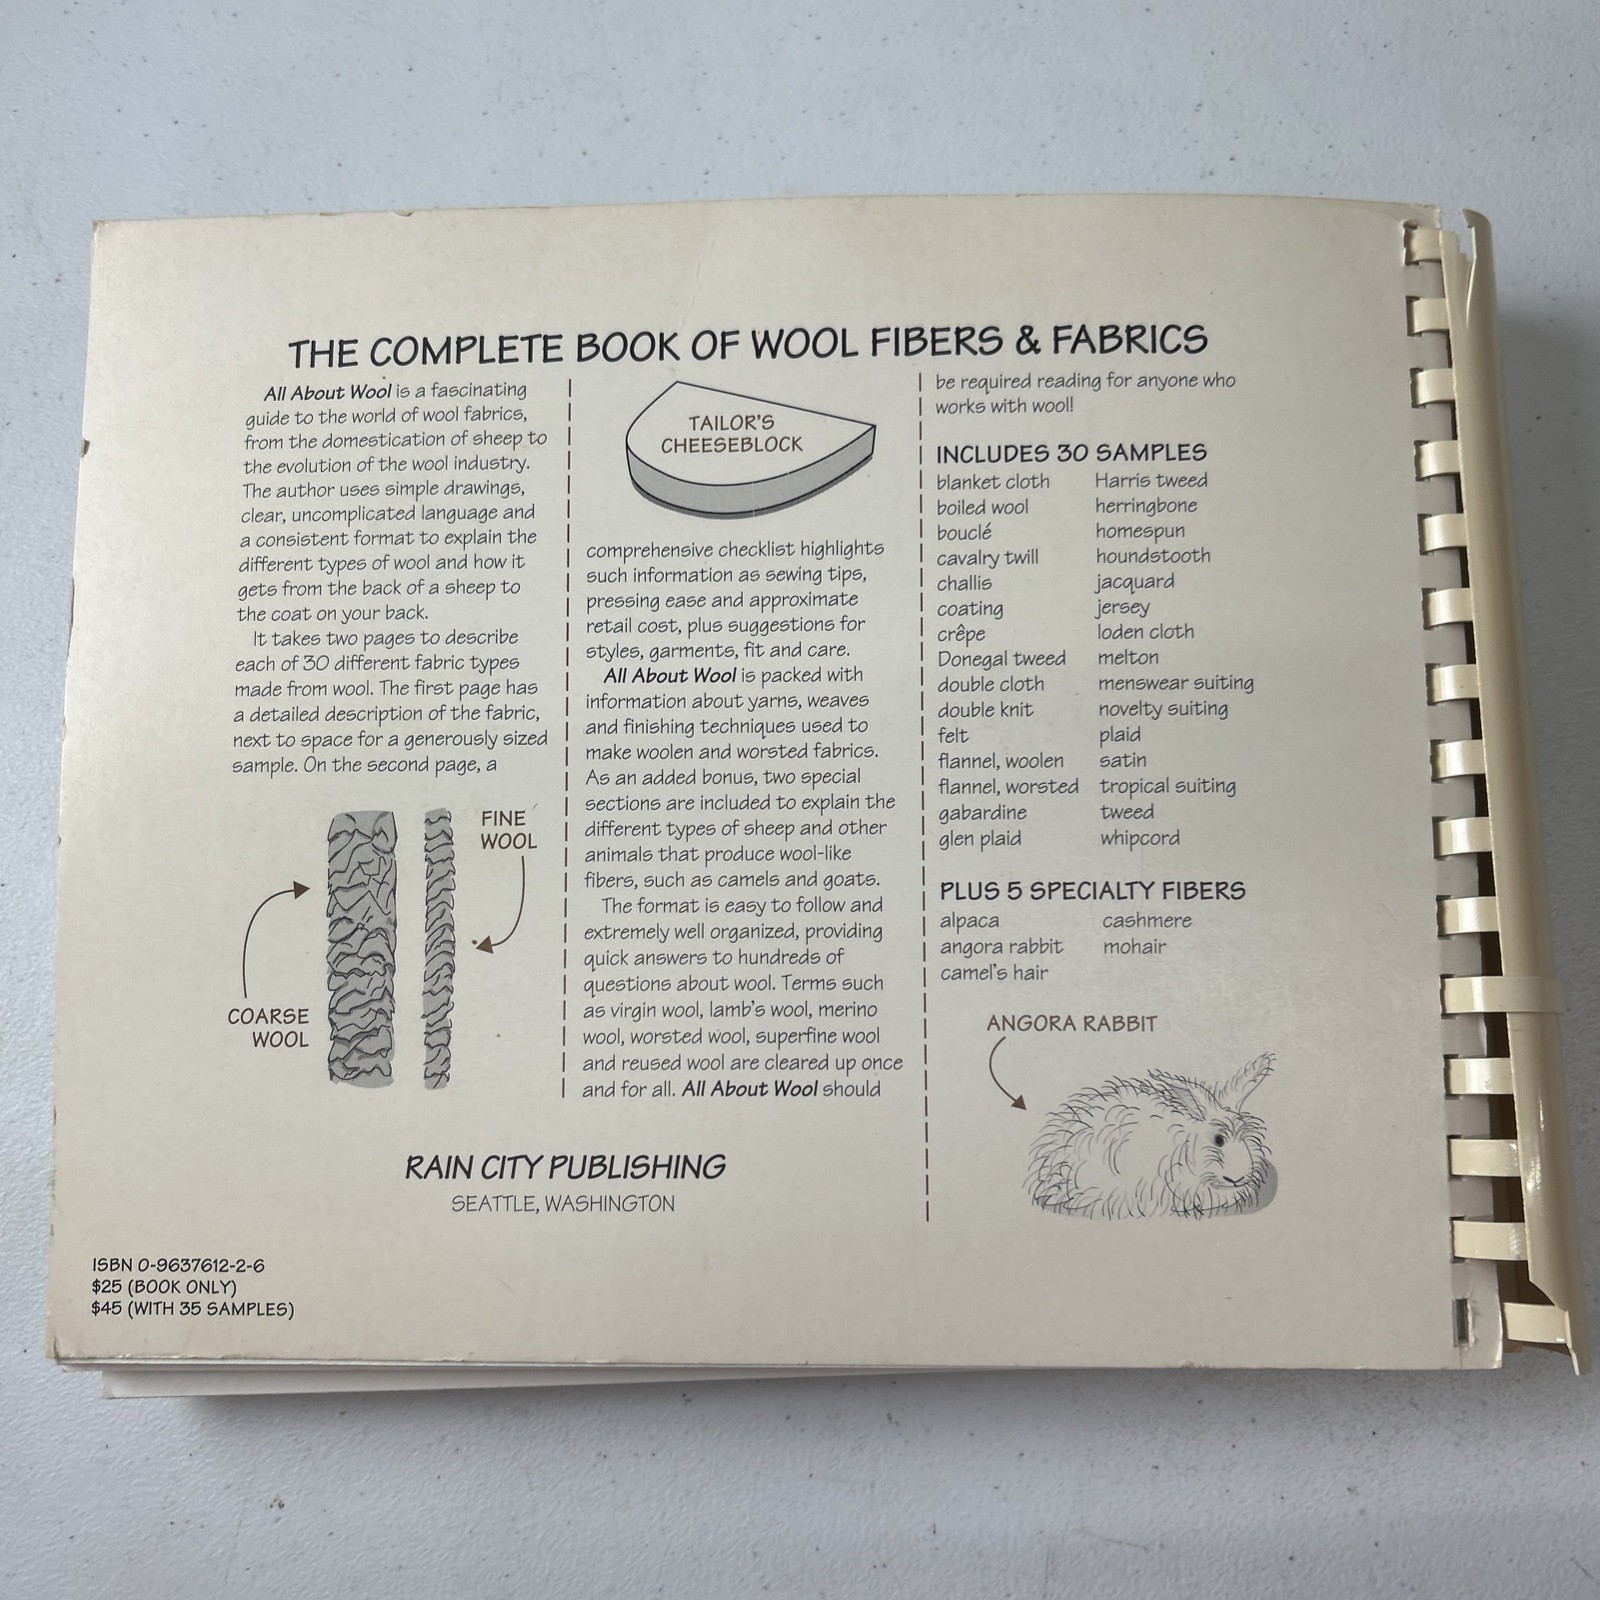 THE COMPLETE BOOK OF WOOL FIBERS & FABRICS
All About Wool is a fascinating
guide to the world of wool fabrics,
from the domestication of sheep to
the evolution of the wool industry.
The author uses simple drawings,
clear, uncomplicated language and
a consistent format to explain the
different types of wool and how it
gets from the back of a sheep to
the coat on your back.
It takes two pages to describe
each of 30 different fabric types
made from wool. The first page has
a detailed description of the fabric,
next to space for a generously sized
sample. On the second page, a
FINE
WOOL
COARSE
WOOL
TAILOR'S
CHEESEBLOCK
comprehensive checklist highlights
such information as sewing tips,
pressing ease and approximate
retail cost, plus suggestions for
styles, garments, fit and care.
All About Wool is packed with
information about yarns, weaves
and finishing techniques used to
make woolen and worsted fabrics.
As an added bonus, two special
sections are included to explain the
different types of sheep and other
animals that produce wool-like
fibers, such as camels and goats.
The format is easy to follow and
extremely well organized, providing
quick answers to hundreds of
questions about wool. Terms such
as virgin wool, lamb's wool, merino
wool, worsted wool, superfine wool
and reused wool are cleared up once
and for all. All About Wool should
be required reading for anyone who
works with wool!
INCLUDES 30 SAMPLES
blanket cloth Harris tweed
boiled wool herringbone
bouclé homespun
cavalry twill houndstooth
challis jacquard
coating jersey
crêpe loden cloth
Donegal tweed melton
double cloth menswear suiting
double knit novelty suiting
felt plaid
flannel, woolen satin
flannel, worsted tropical suiting
gabardine tweed
glen plaid whipcord
PLUS 5 SPECIALTY FIBERS
alpaca cashmere
angora rabbit mohair
camel's hair
ANGORA RABBIT
RAIN CITY PUBLISHING
SEATTLE, WASHINGTON
ISBN 0-9637612-2-6
$25 (BOOK ONLY)
$45 (WITH 35 SAMPLES)